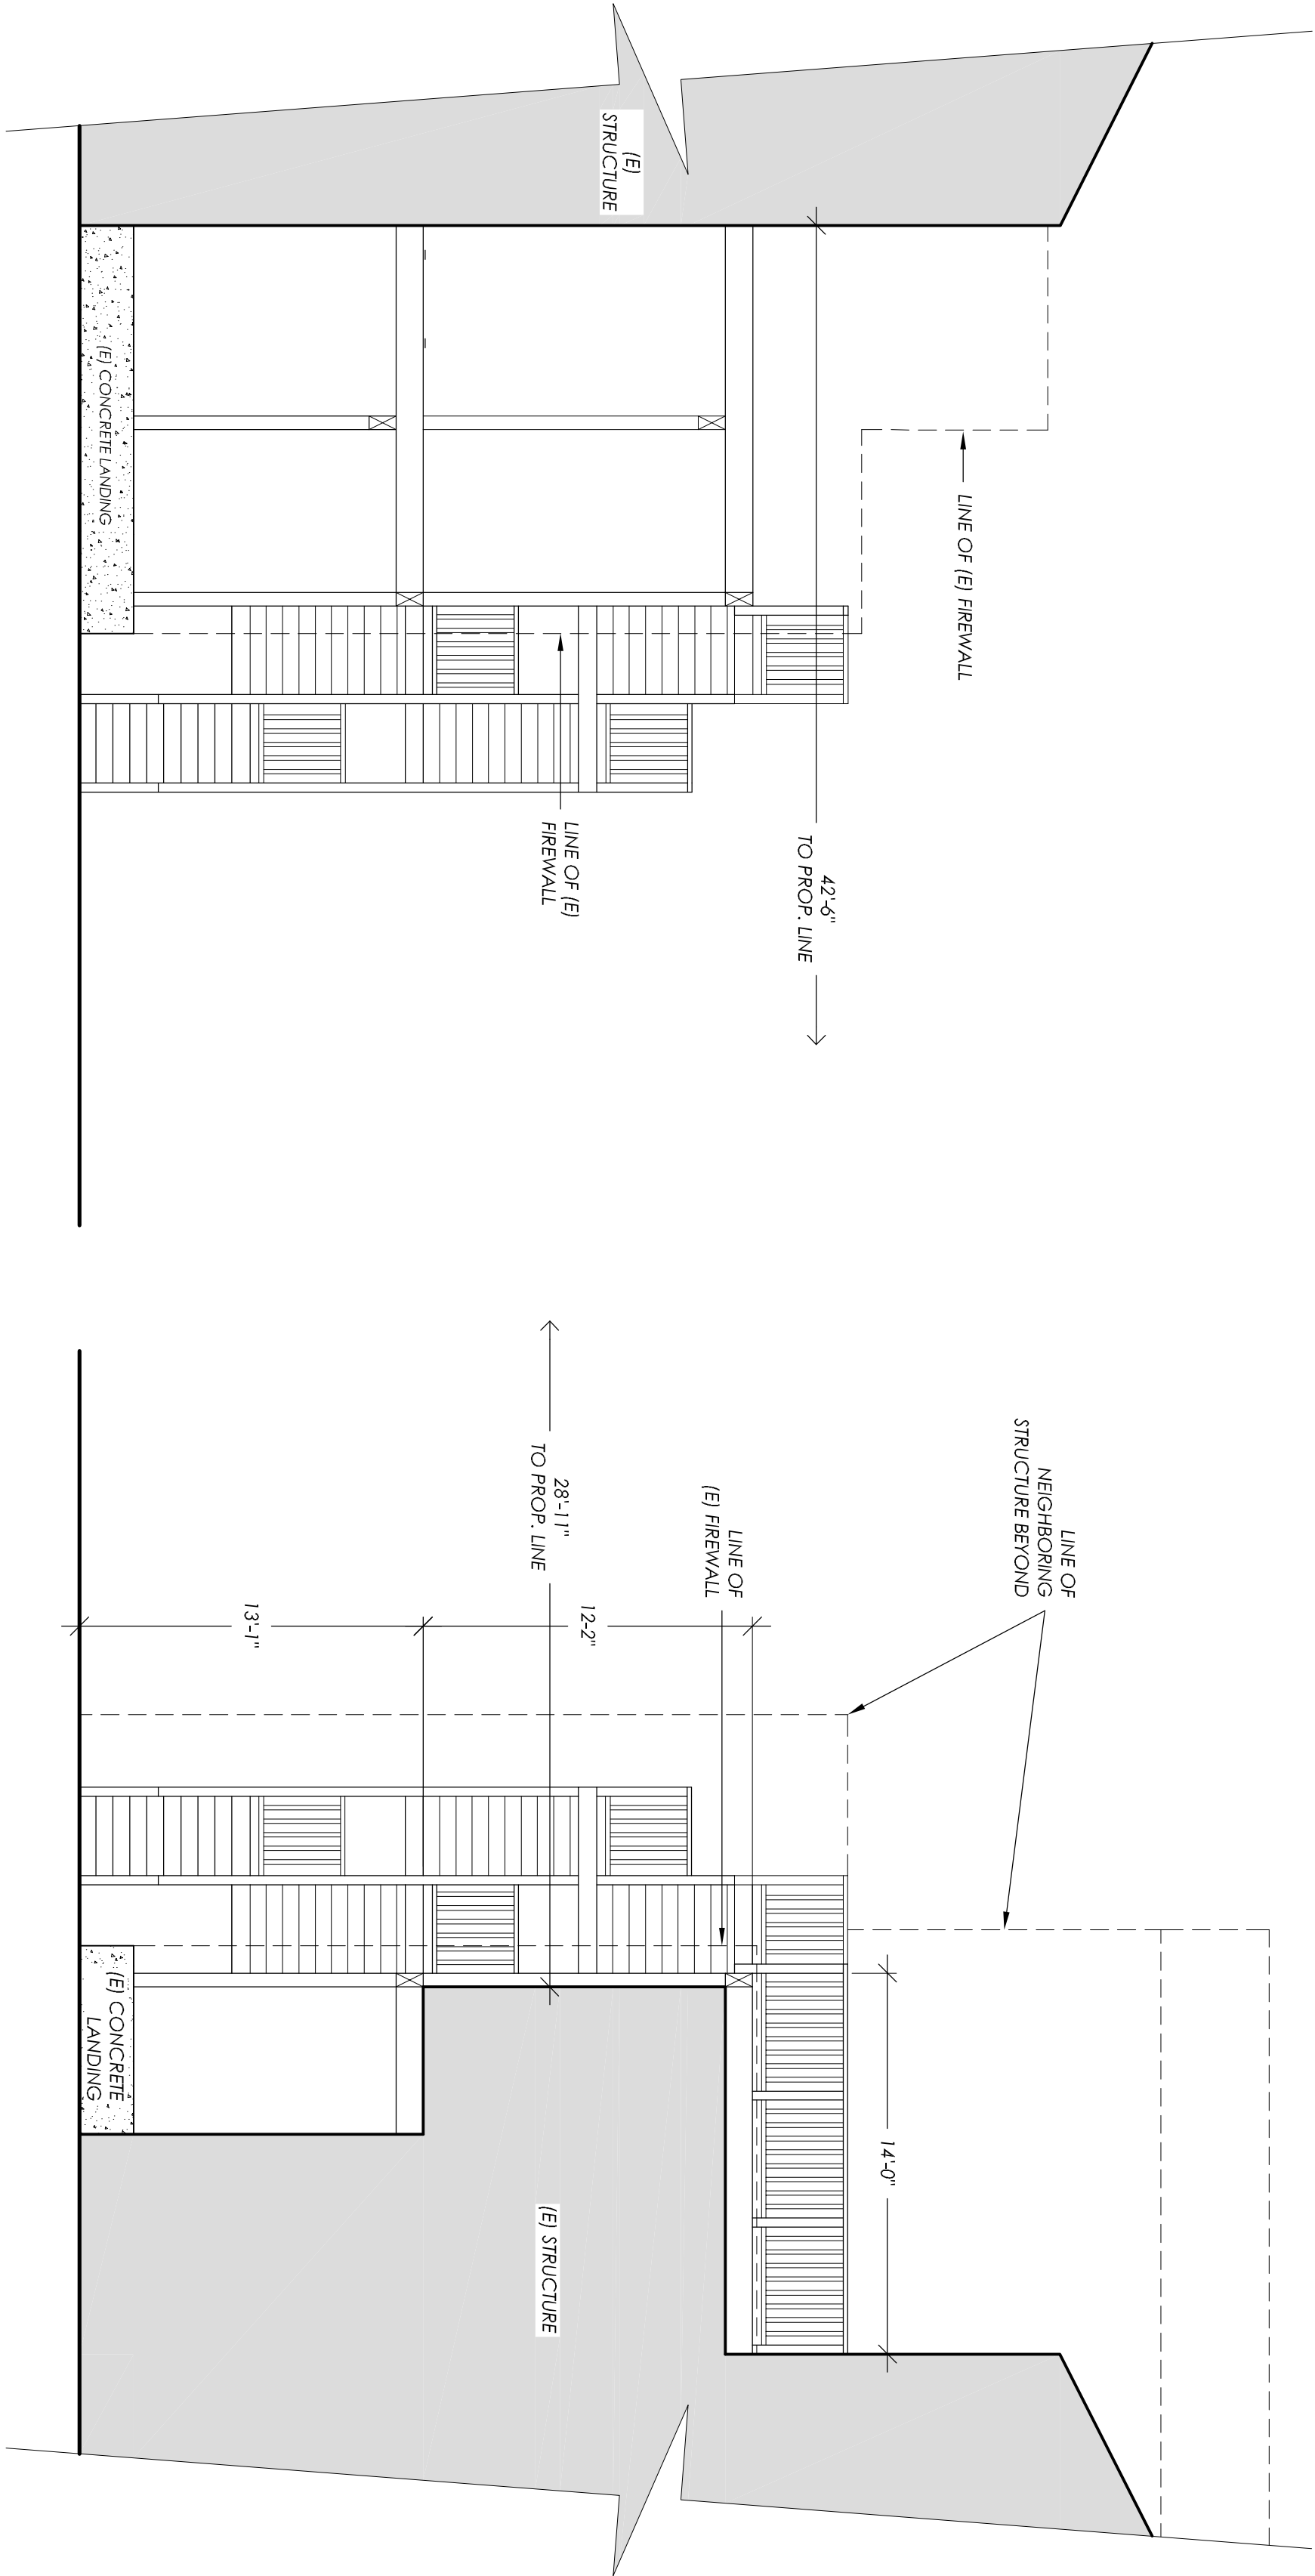 (E)
STRUCTURE
(E) CONCRETE LANDING
LINE OF (E) FIREWALL
LINE OF (E)
FIREWALL
42'-6"
TO PROP. LINE
LINE OF
NEIGHBORING
STRUCTURE BEYOND
LINE OF
(E) FIREWALL
28'-11"
TO PROP. LINE
12'-2"
13'-1"
14'-0"
(E) STRUCTURE
(E) CONCRETE
LANDING